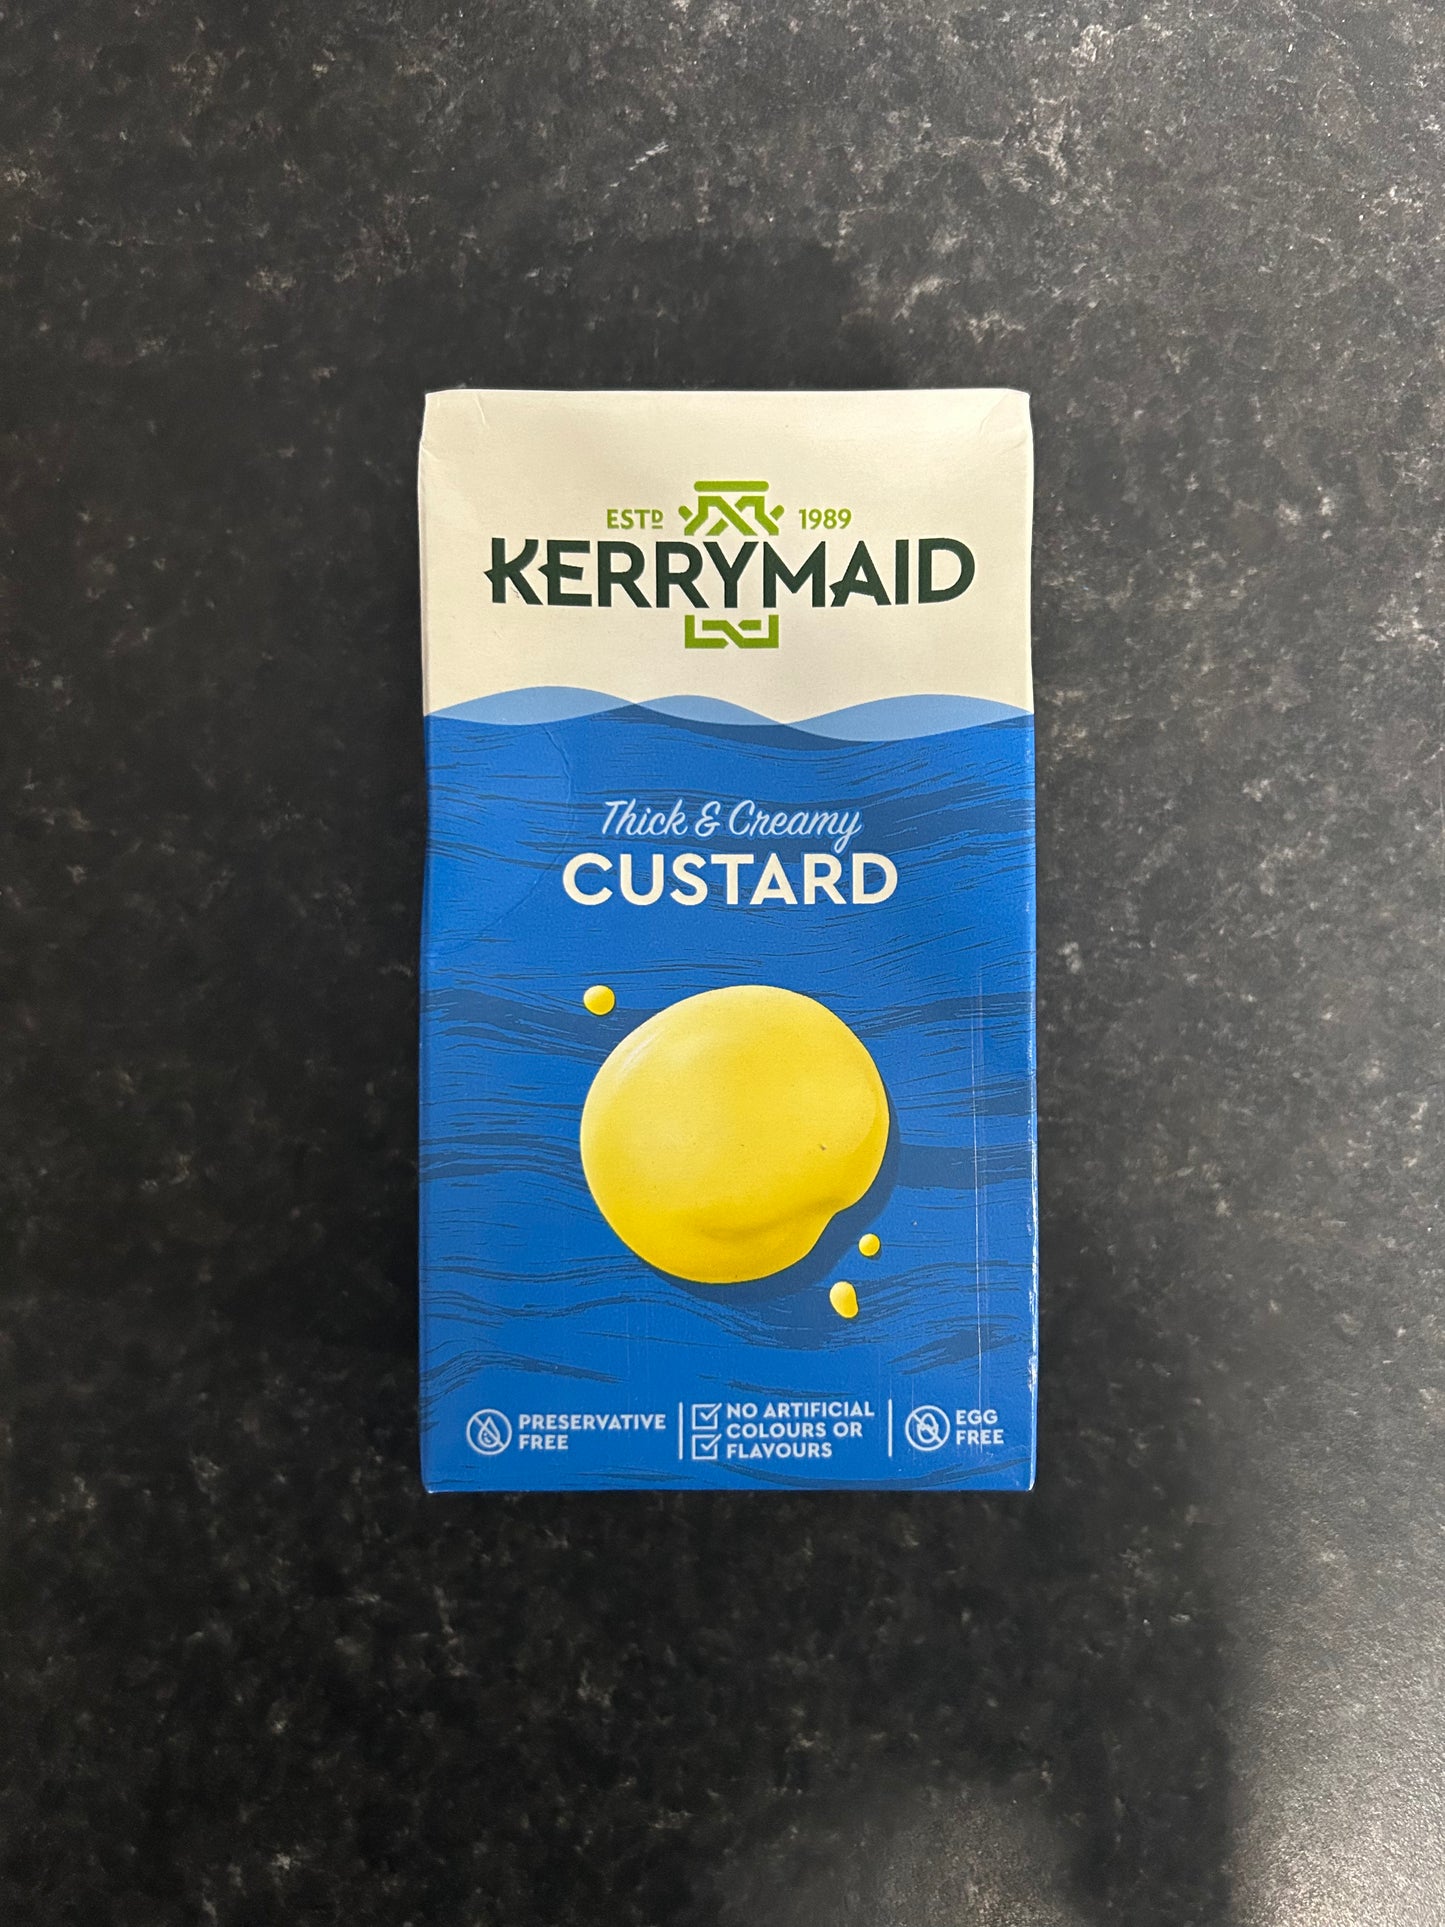 ESTD 1989
KERRYMAID
Thick & Creamy
CUSTARD
PRESERVATIVE
FREE
NO ARTIFICIAL
COLOURS OR
FLAVOURS
EGG
FREE